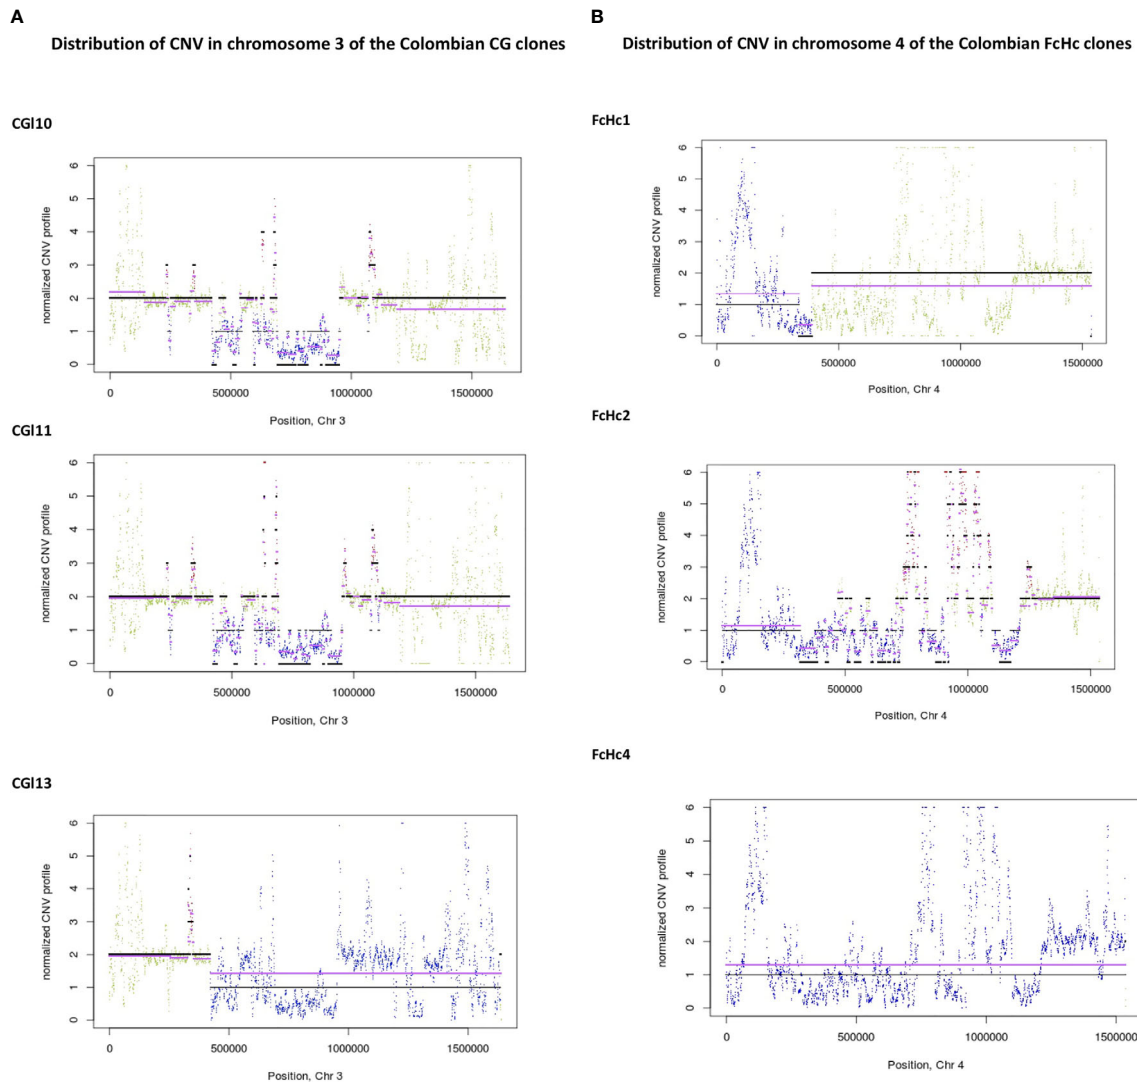 A
Distribution of CNV in chromosome 3 of the Colombian CG clones
CGl10
normalized CNV profile
6
5
4
3
2
1
0
0 500000 1000000 1500000
Position, Chr 3
CGl11
normalized CNV profile
6
5
4
3
2
1
0
0 500000 1000000 1500000
Position, Chr 3
CGl13
normalized CNV profile
6
5
4
3
2
1
0
0 500000 1000000 1500000
Position, Chr 3
B
Distribution of CNV in chromosome 4 of the Colombian FcHc clones
FcHc1
normalized CNV profile
6
5
4
3
2
1
0
0 500000 1000000 1500000
Position, Chr 4
FcHc2
normalized CNV profile
6
5
4
3
2
1
0
0 500000 1000000 1500000
Position, Chr 4
FcHc4
normalized CNV profile
6
5
4
3
2
1
0
0 500000 1000000 1500000
Position, Chr 4